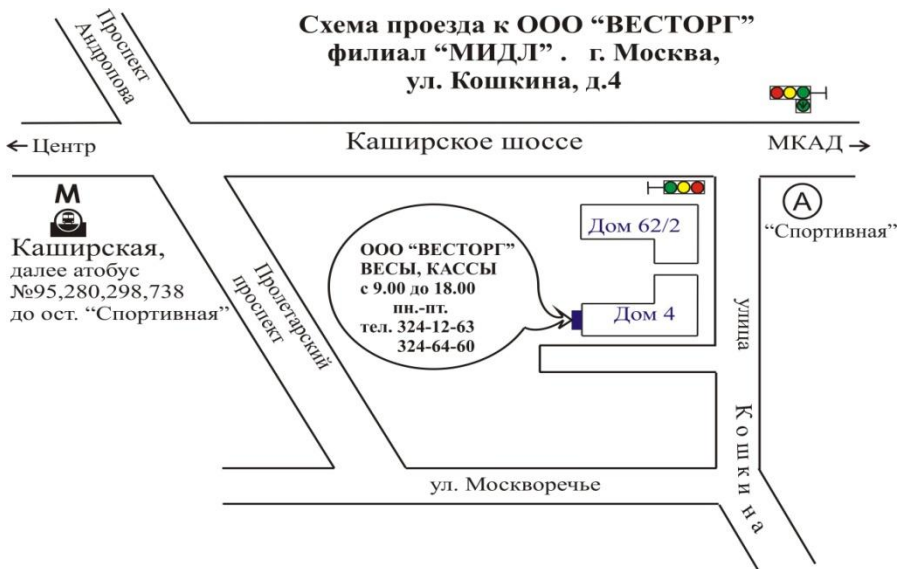 Схема проезда к ООО “ВЕСТОРГ”
филиал “МИДЛ” . г. Москва,
ул. Кошкина, д.4
Проспект
Андропова
← Центр
Каширское шоссе
МКАД →
М
Каширская,
далее атобус
№95,280,298,738
до ост. “Спортивная”
Пролетарский
проспект
ООО “ВЕСТОРГ”
ВЕСЫ, КАССЫ
с 9.00 до 18.00
пн.-пт.
тел. 324-12-63
324-64-60
Дом 62/2
Дом 4
А
“Спортивная”
улица Кошкина
ул. Москворечье